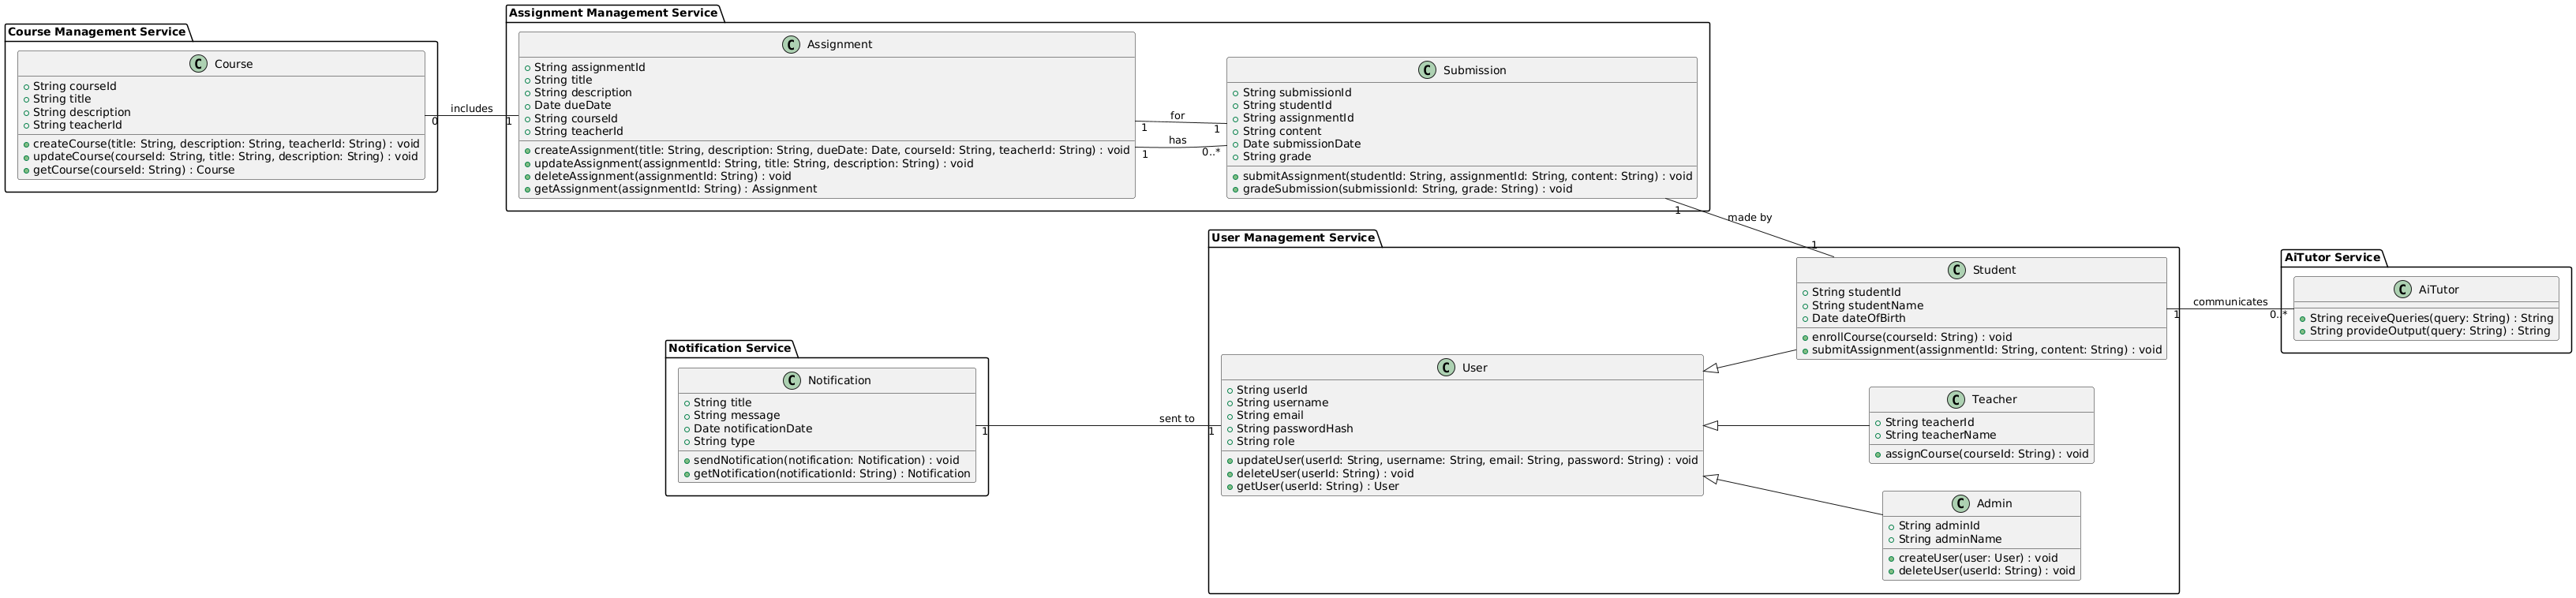 Course Management Service
C Course
String courseId
String title
String description
String teacherId
createCourse(title: String, description: String, teacherId: String) : void
updateCourse(courseId: String, title: String, description: String) : void
getCourse(courseId: String) : Course
includes
0
1
Assignment Management Service
C Assignment
String assignmentId
String title
String description
Date dueDate
String courseId
String teacherId
createAssignment(title: String, description: String, dueDate: Date, courseId: String, teacherId: String) : void
updateAssignment(assignmentId: String, title: String, description: String) : void
deleteAssignment(assignmentId: String) : void
getAssignment(assignmentId: String) : Assignment
for
1
1
has
1
0..*
C Submission
String submissionId
String studentId
String assignmentId
String content
Date submissionDate
String grade
submitAssignment(studentId: String, assignmentId: String, content: String) : void
gradeSubmission(submissionId: String, grade: String) : void
1
made by
1
User Management Service
C Student
String studentId
String studentName
Date dateOfBirth
enrollCourse(courseId: String) : void
submitAssignment(assignmentId: String, content: String) : void
communicates
1
0..*
AiTutor Service
C AiTutor
String receiveQueries(query: String) : String
String provideOutput(query: String) : String
Notification Service
C Notification
String title
String message
Date notificationDate
String type
sendNotification(notification: Notification) : void
getNotification(notificationId: String) : Notification
sent to
1
1
C User
String userId
String username
String email
String passwordHash
String role
updateUser(userId: String, username: String, email: String, password: String) : void
deleteUser(userId: String) : void
getUser(userId: String) : User
C Teacher
String teacherId
String teacherName
assignCourse(courseId: String) : void
C Admin
String adminId
String adminName
createUser(user: User) : void
deleteUser(userId: String) : void